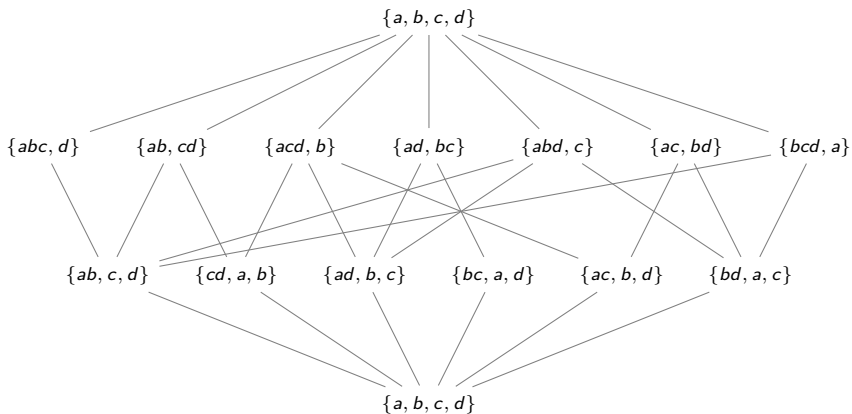 {a, b, c, d}
{abc, d} {ab, cd} {acd, b} {ad, bc} {abd, c} {ac, bd} {bcd, a}
{ab, c, d} {cd, a, b} {ad, b, c} {bc, a, d} {ac, b, d} {bd, a, c}
{a, b, c, d}